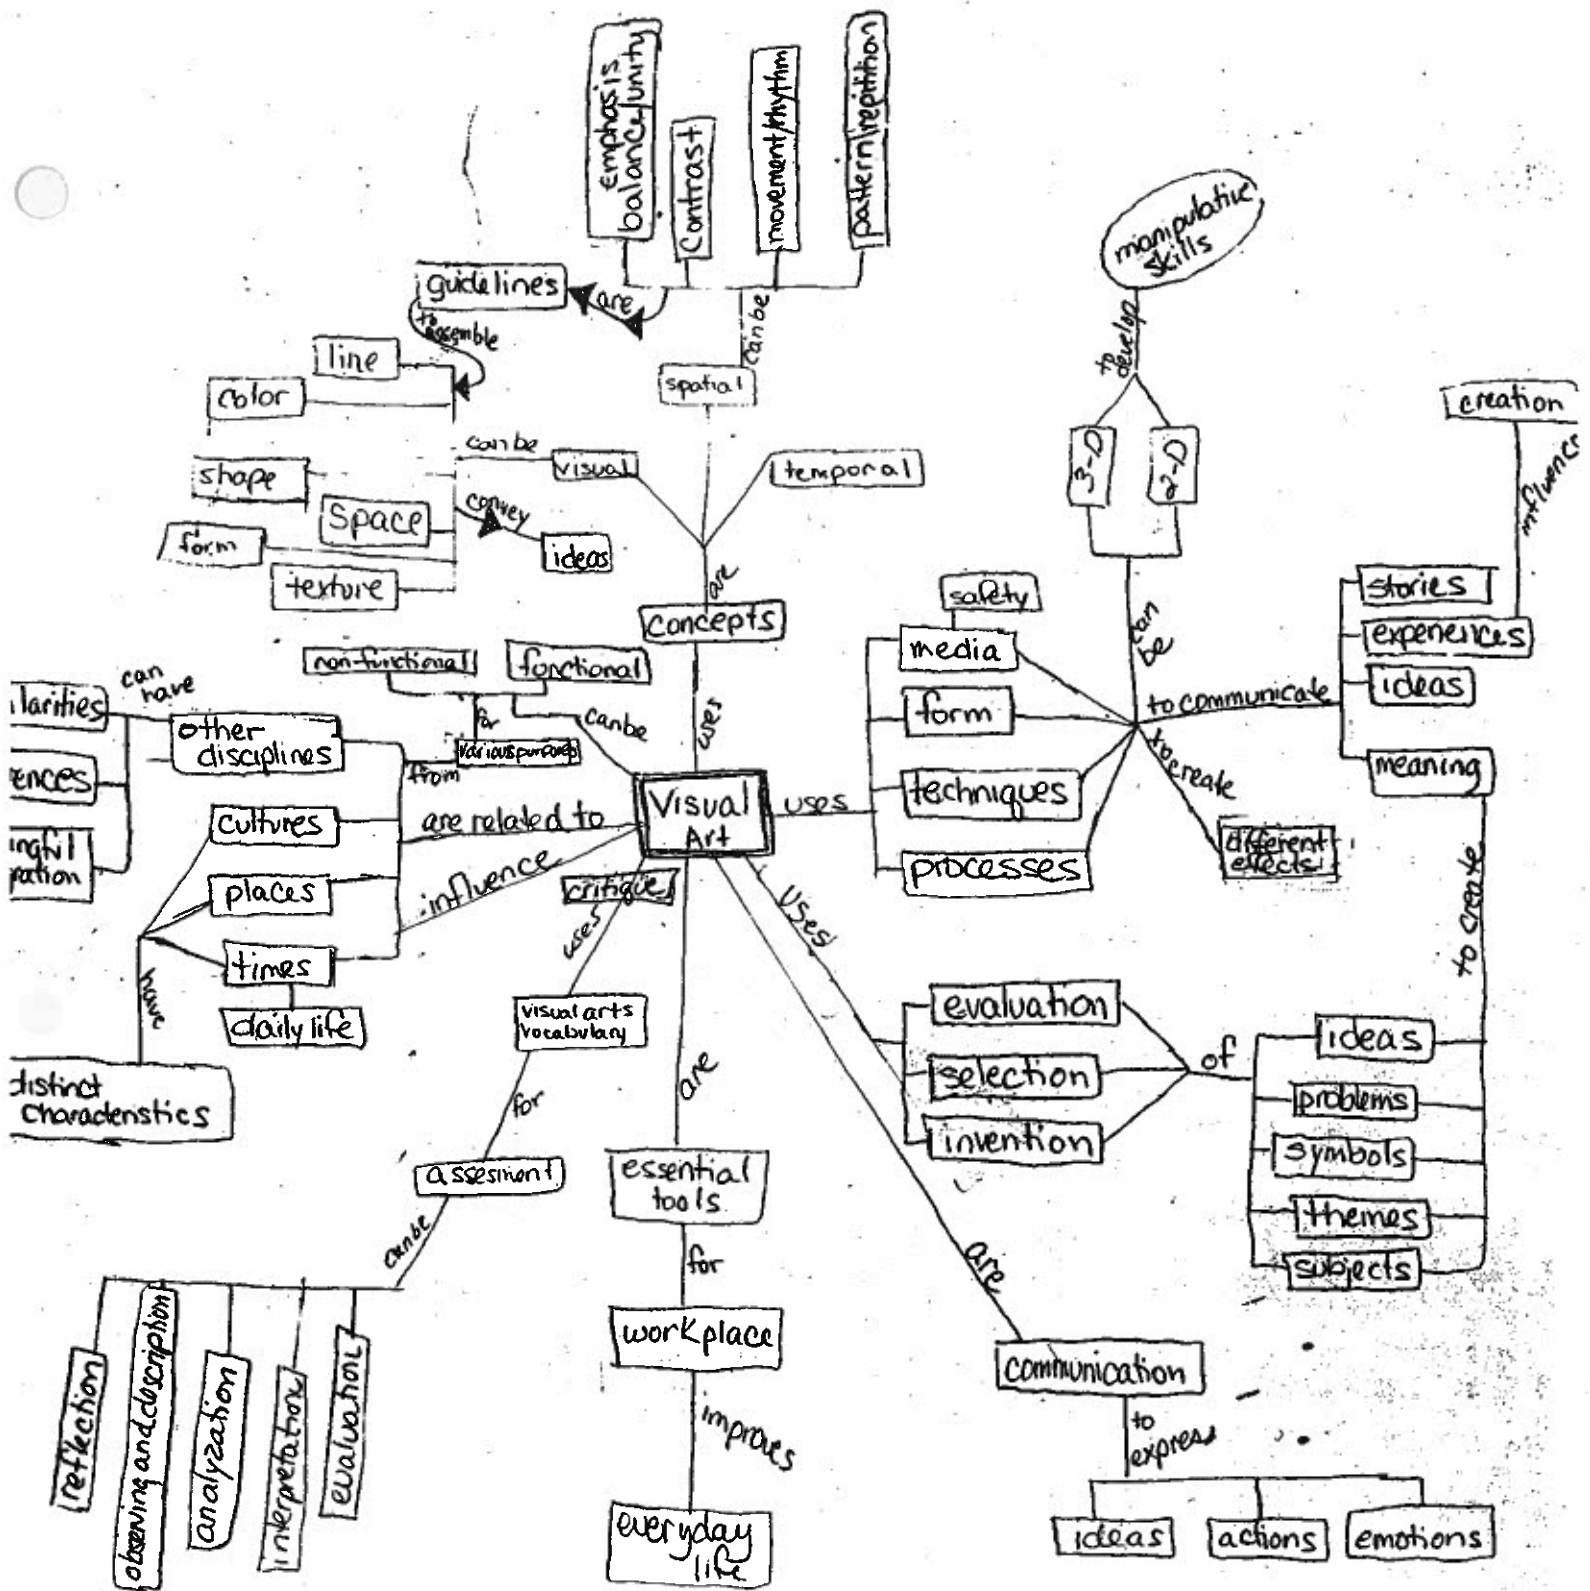 emphasis
balance/unity
contrast
movement/rhythm
pattern/repitition
guidelines
are
to
assemble
can be
line
color
spatial
shape
can be
visual
temporal
space
convey
form
ideas
texture
are
concepts
manipulative
skills
to
develop
3-D
2-D
can
be
creation
influence
safety
media
form
techniques
processes
to communicate
to create
different
effects
stories
experiences
ideas
meaning
to create
non-functional
functional
for
can be
various purposes
from
uses
can
have
larities
ences
ingful
ration
other
disciplines
cultures
places
times
daily life
have
distinct
characteristics
are related to
influence
Visual
Art
uses
critique
uses
visual arts
vocabulary
for
assesment
can be
reflection
observing and description
analyzation
interpretation
evaluation
are
essential
tools
for
workplace
improves
everyday
life
uses
evaluation
selection
invention
of
ideas
problems
symbols
themes
subjects
are
communication
to
express
ideas
actions
emotions